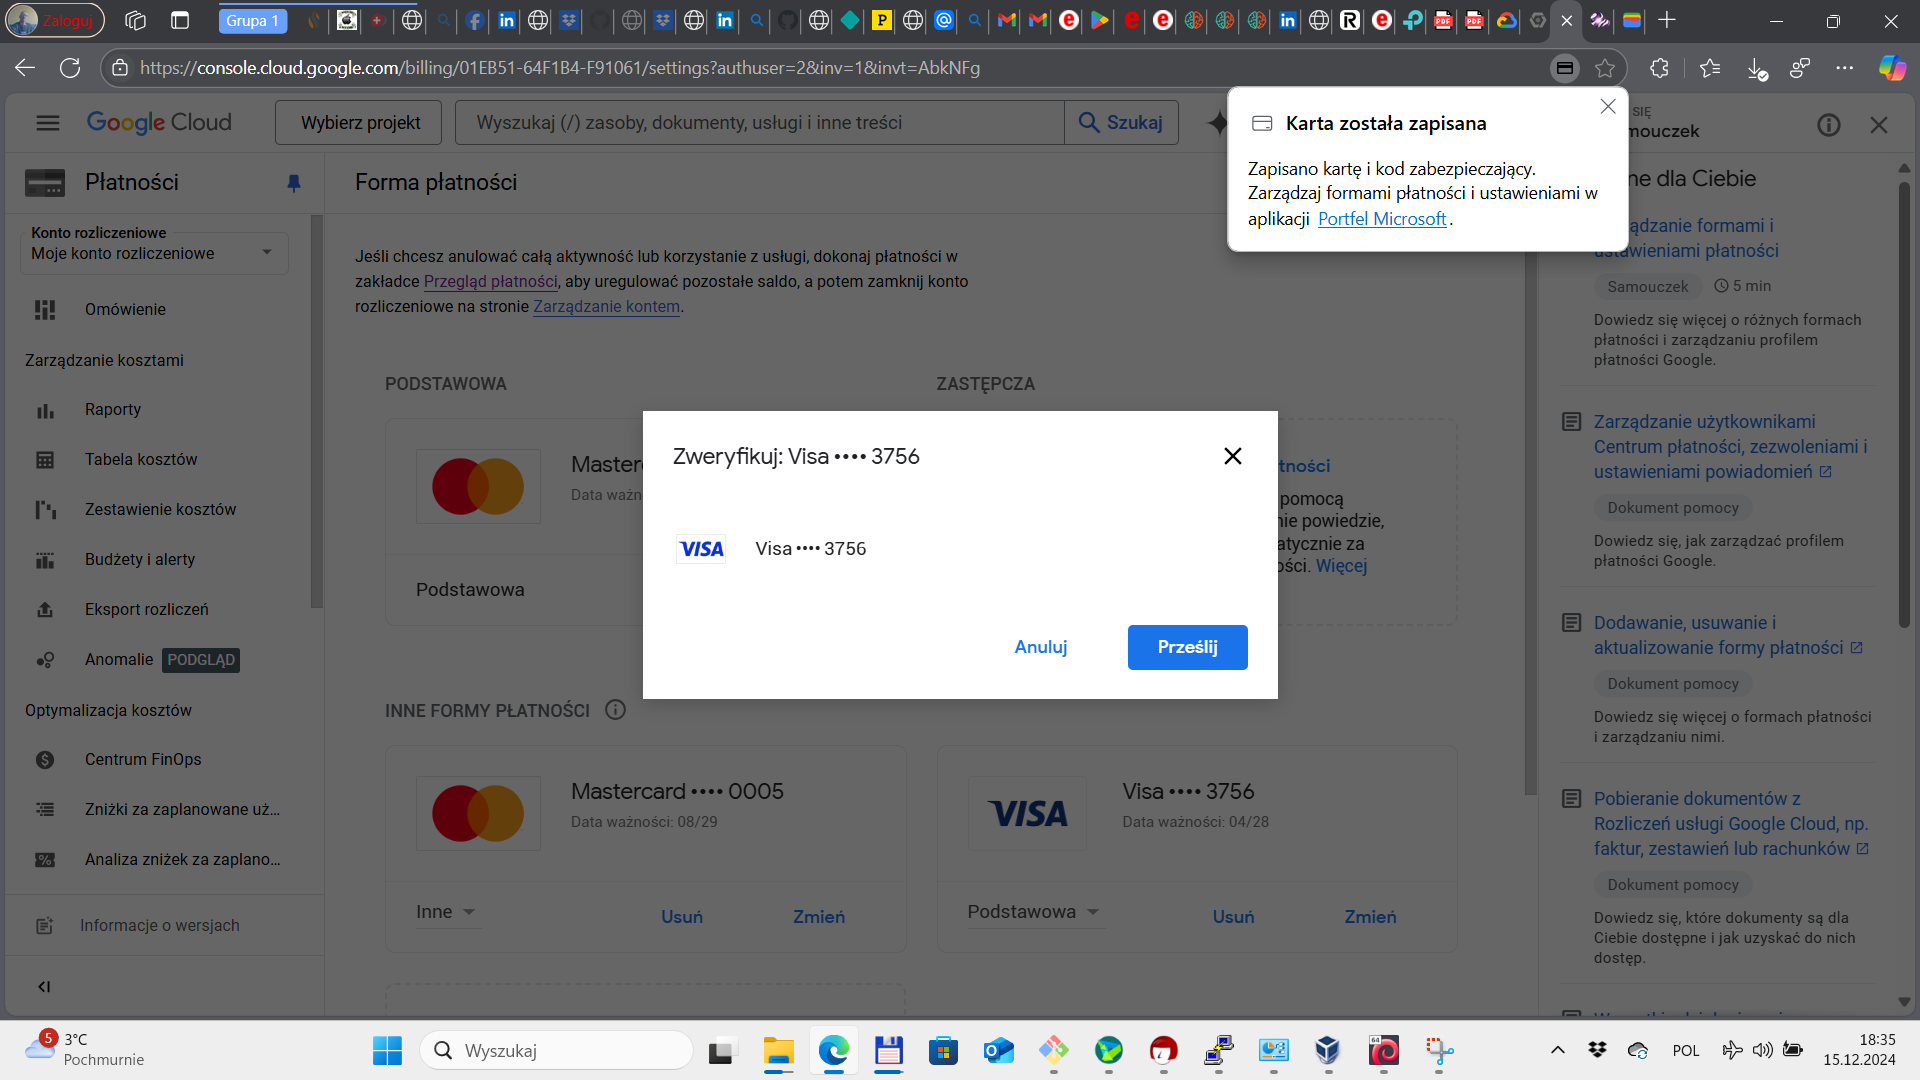 Zaloguj
Grupa 1
https://console.cloud.google.com/billing/01EB51-64F1B4-F91061/settings?authuser=2&inv=1&invt=AbkNFg
Google Cloud
Wybierz projekt
Wyszukaj (/) zasoby, dokumenty, usługi i inne treści
Szukaj
Karta została zapisana
Zapisano kartę i kod zabezpieczający.
Zarządzaj formami płatności i ustawieniami w
aplikacji Portfel Microsoft.
SIĘ
mouczek
Płatności
Konto rozliczeniowe
Moje konto rozliczeniowe
Omówienie
Zarządzanie kosztami
Raporty
Tabela kosztów
Zestawienie kosztów
Budżety i alerty
Eksport rozliczeń
Anomalie PODGLĄD
Optymalizacja kosztów
Centrum FinOps
Zniżki za zaplanowane uż...
Analiza zniżek za zaplano...
Informacje o wersjach
Forma płatności
Jeśli chcesz anulować całą aktywność lub korzystanie z usługi, dokonaj płatności w
zakładce Przegląd płatności, aby uregulować pozostałe saldo, a potem zamknij konto
rozliczeniowe na stronie Zarządzanie kontem.
PODSTAWOWA
ZASTĘPCZA
Master
Data ważn
Podstawowa
tności
pomocą
nie powiedzie,
atycznie za
ości. Więcej
Zweryfikuj: Visa •••• 3756
VISA
Visa •••• 3756
Anuluj
Prześlij
INNE FORMY PŁATNOŚCI
Mastercard •••• 0005
Data ważności: 08/29
Inne
Usuń
Zmień
VISA
Visa •••• 3756
Data ważności: 04/28
Podstawowa
Usuń
Zmień
ne dla Ciebie
ądzanie formami i
ustawieniami płatności
Samouczek
5 min
Dowiedz się więcej o różnych formach
płatności i zarządzaniu profilem
płatności Google.
Zarządzanie użytkownikami
Centrum płatności, zezwoleniami i
ustawieniami powiadomień
Dokument pomocy
Dowiedz się, jak zarządzać profilem
płatności Google.
Dodawanie, usuwanie i
aktualizowanie formy płatności
Dokument pomocy
Dowiedz się więcej o formach płatności
i zarządzaniu nimi.
Pobieranie dokumentów z
Rozliczeń usługi Google Cloud, np.
faktur, zestawień lub rachunków
Dokument pomocy
Dowiedz się, które dokumenty są dla
Ciebie dostępne i jak uzyskać do nich
dostęp.
5
3°C
Pochmurnie
Wyszukaj
POL
18:35
15.12.2024